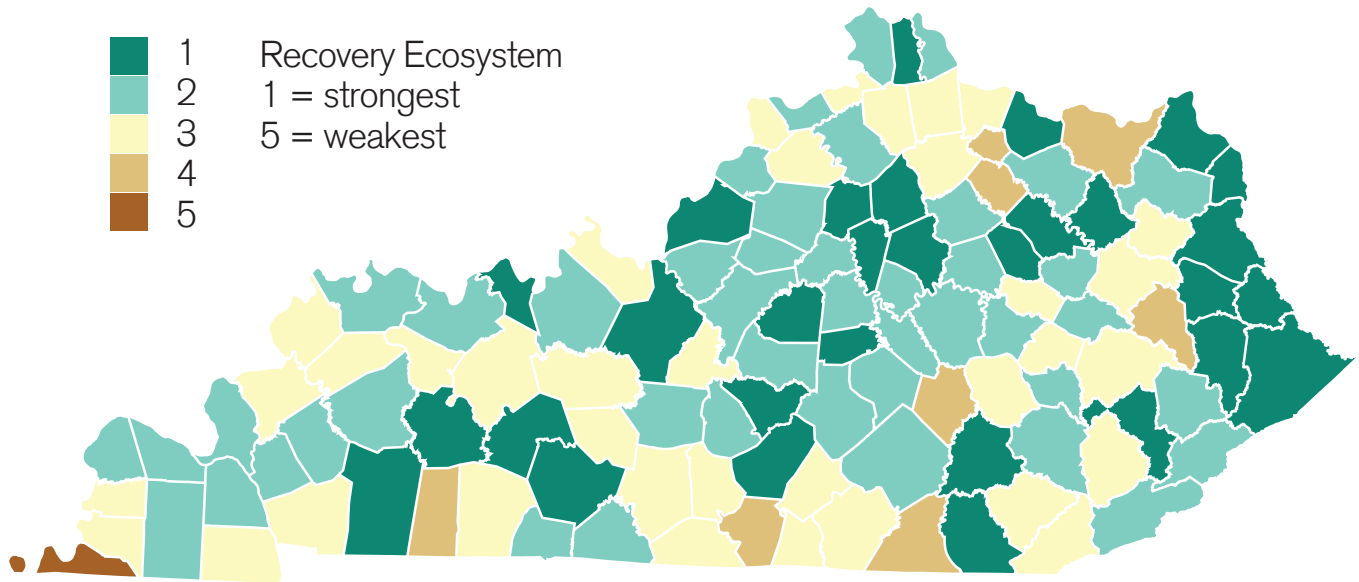 1 Recovery Ecosystem
2 1 = strongest
3 5 = weakest
4
5